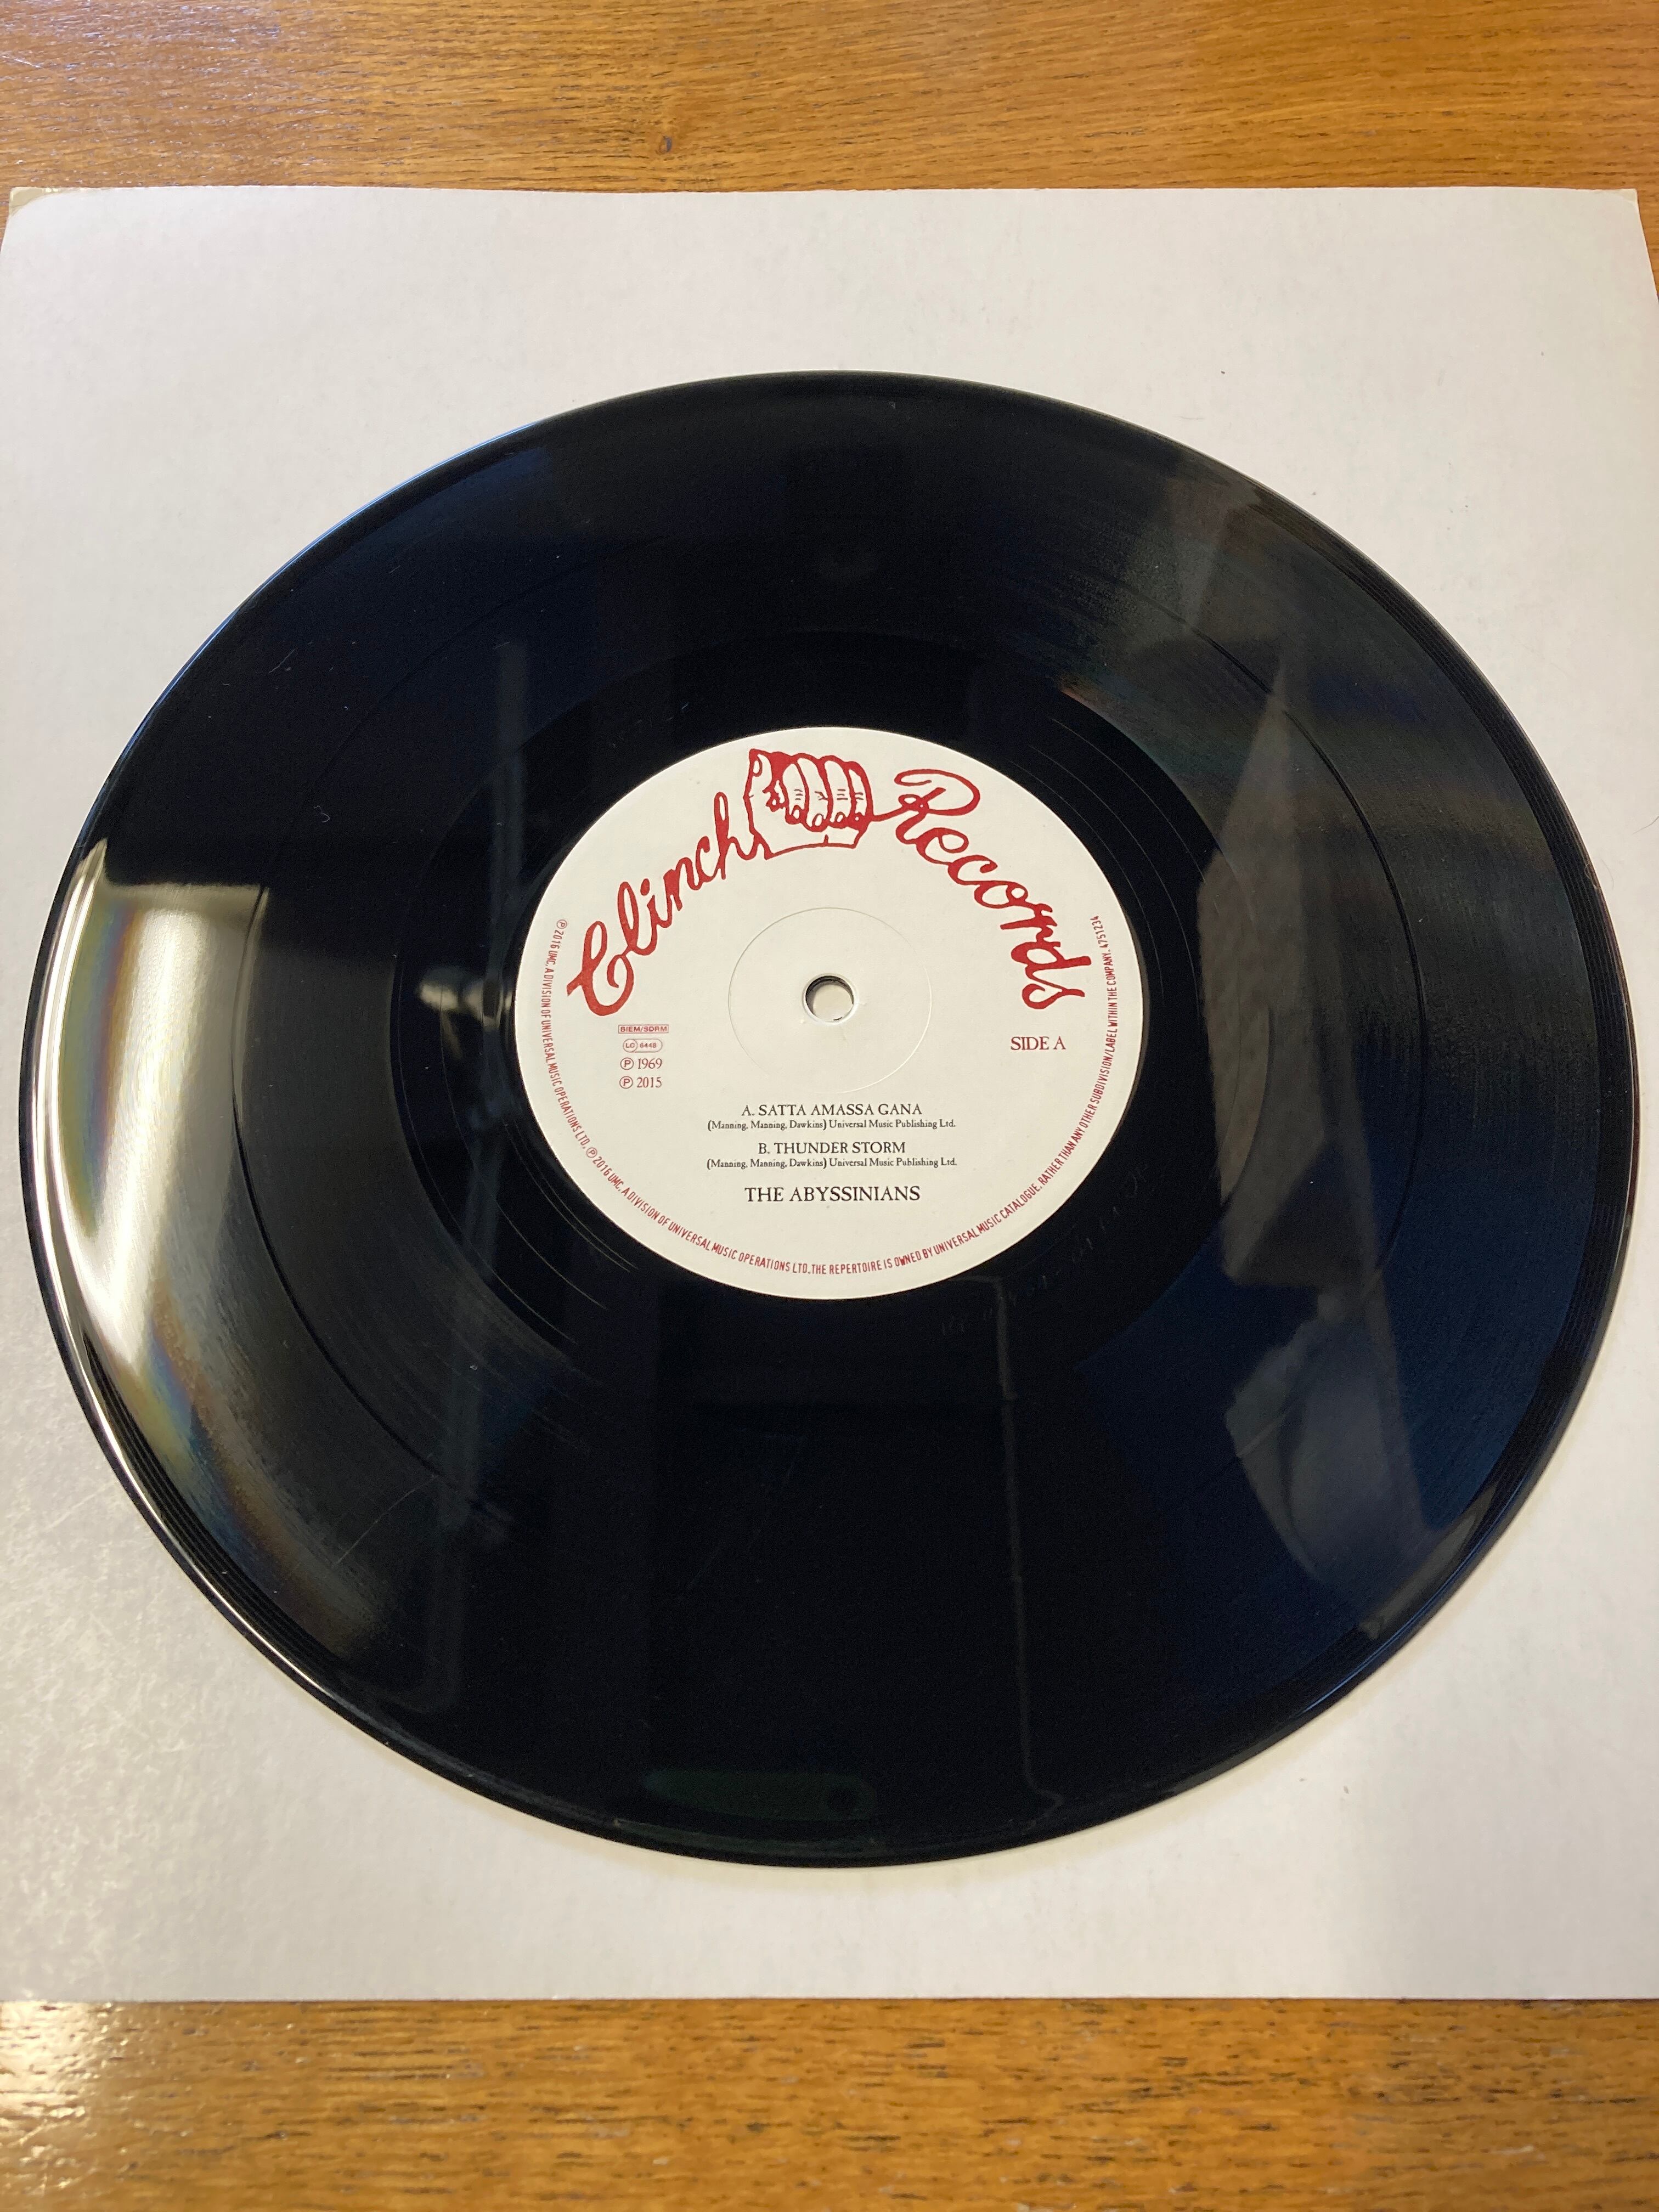 Clinch Records
BIEM/SDRM
LC 6448
℗ 1969
℗ 2015
SIDE A
A. SATTA AMASSA GANA
(Manning, Manning, Dawkins) Universal Music Publishing Ltd.
B. THUNDER STORM
(Manning, Manning, Dawkins) Universal Music Publishing Ltd.
THE ABYSSINIANS
℗ 2016 UMC, A DIVISION OF UNIVERSAL MUSIC OPERATIONS LTD. ℗ 2016 UMC, A DIVISION OF UNIVERSAL MUSIC OPERATIONS LTD. THE REPERTOIRE IS OWNED BY UNIVERSAL MUSIC CATALOGUE, RATHER THAN ANY OTHER SUBDIVISION/LABEL WITHIN THE COMPANY. 4751234